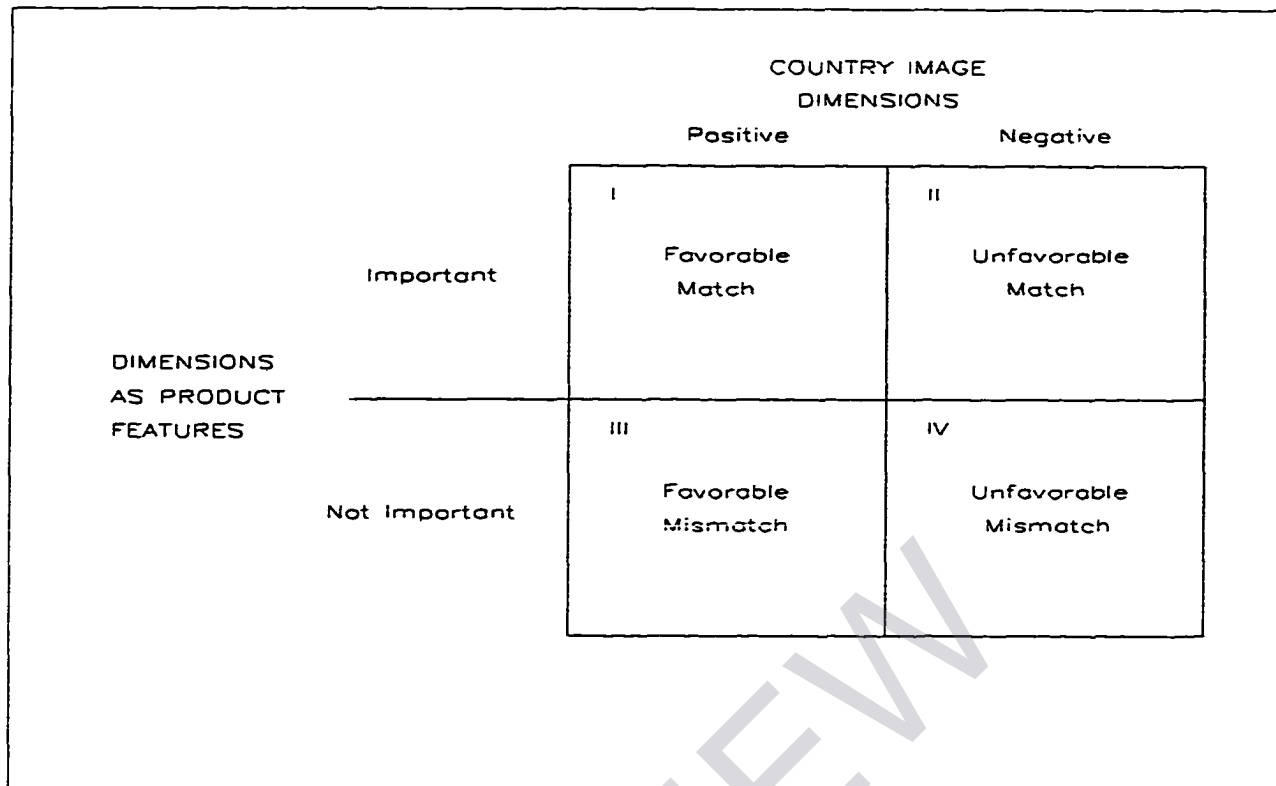 COUNTRY IMAGE
DIMENSIONS
Positive Negative
I II
Important Favorable Unfavorable
Match Match
DIMENSIONS
AS PRODUCT
FEATURES
III IV
Not Important Favorable Unfavorable
Mismatch Mismatch
EW